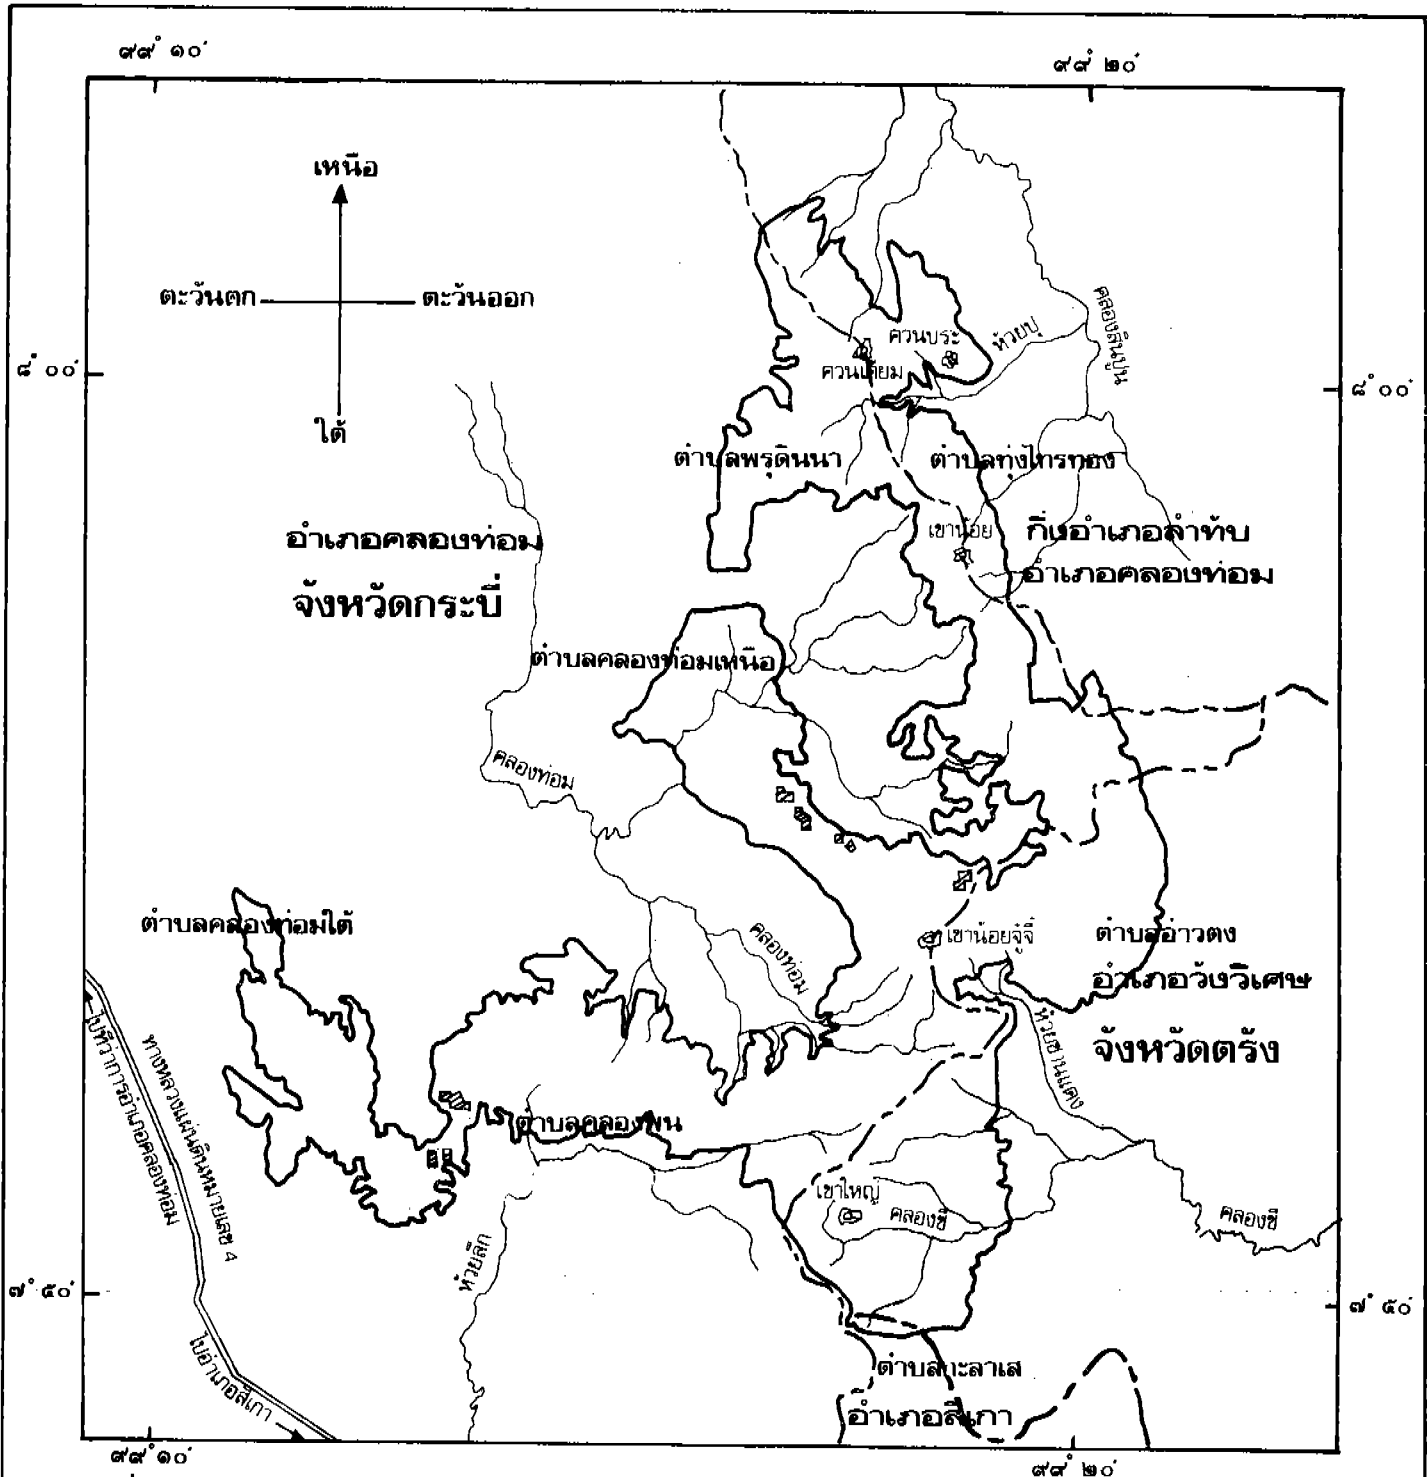 ๙๙° ๑๐′
๙๙° ๒๐′
เหนือ
ตะวันตก
ตะวันออก
ใต้
๘° ๐๐′
๘° ๐๐′
ควนบระ
ห้วยบุ
คลองสินปุน
ควนเตียม
ตำบลพรุดินนา
ตำบลทุ่งไทรทอง
อำเภอคลองท่อม
จังหวัดกระบี่
เขาน้อย
กิ่งอำเภอลำทับ
อำเภอคลองท่อม
ตำบลคลองท่อมเหนือ
คลองท่อม
ตำบลคลองท่อมใต้
คลองท่อม
เขาน้อยจู้จี้
ตำบลอ่าวตง
อำเภอวังวิเศษ
จังหวัดตรัง
ห้วยซานแดง
ทางหลวงแผ่นดินหมายเลข 4
ไปที่ว่าการอำเภอคลองท่อม
ตำบลคลองพน
เขาใหญ่
คลองชี
คลองชี
ห้วยลึก
๗° ๕๐′
๗° ๕๐′
ไปอำเภอสิเกา
ตำบลกะลาเส
อำเภอสิเกา
๙๙° ๑๐′
๙๙° ๒๐′